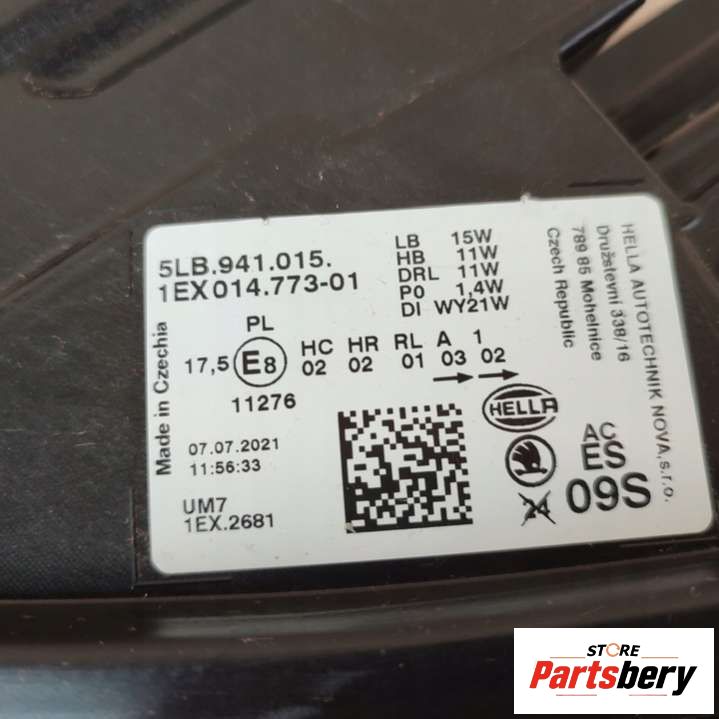 5LB.941.015.
1EX014.773-01
LB 15W
HB 11W
DRL 11W
PO 1,4W
DI WY21W
HELLA AUTOTECHNIK NOVA,s.r.o.
Družstevní 338/16
789 85 Mohelnice
Czech Republic
Made in Czechia
PL
17,5 E8 HC HR RL A 1
02 02 01 03 02
11276
07.07.2021
11:56:33
UM7
1EX.2681
HELLA
AC
ES
09S
STORE
Partsbery